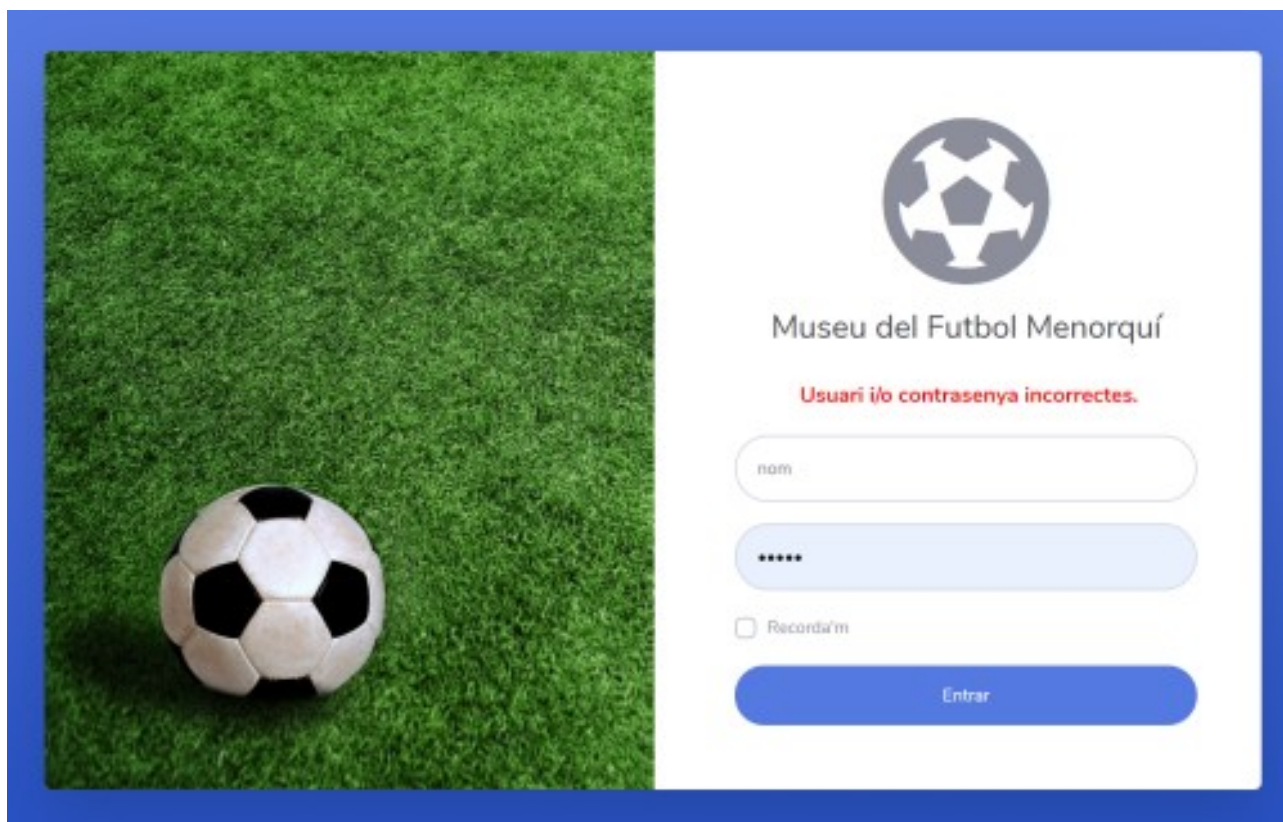 Museu del Futbol Menorquí
Usuari i/o contrasenya incorrectes.
nom
•••••
Recorda'm
Entrar